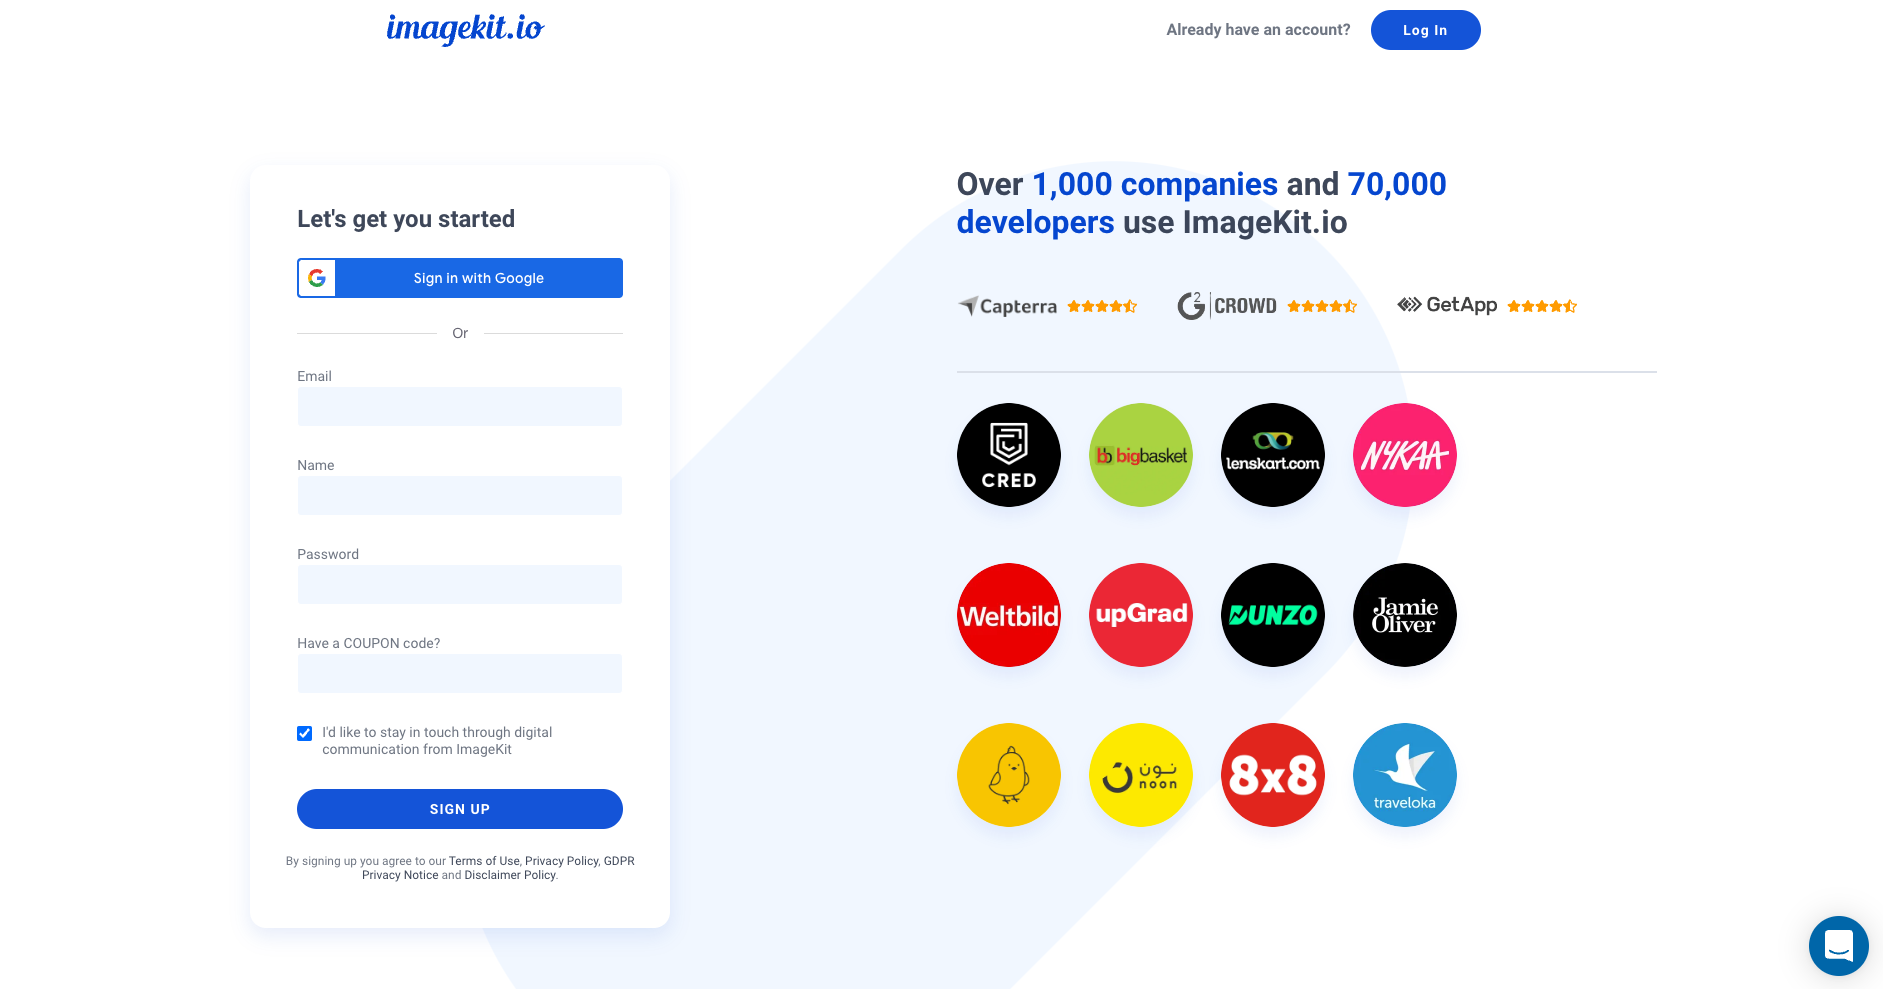 imagekit.io
Already have an account?
Log In
Let's get you started
Sign in with Google
Or
Email
Name
Password
Have a COUPON code?
I'd like to stay in touch through digital
communication from ImageKit
SIGN UP
By signing up you agree to our Terms of Use, Privacy Policy, GDPR
Privacy Notice and Disclaimer Policy.
Over 1,000 companies and 70,000
developers use ImageKit.io
Capterra
G2 CROWD
GetApp
CRED
bb bigbasket
lenskart.com
NYKAA
Weltbild
upGrad
DUNZO
Jamie
Oliver
نون
noon
8x8
traveloka